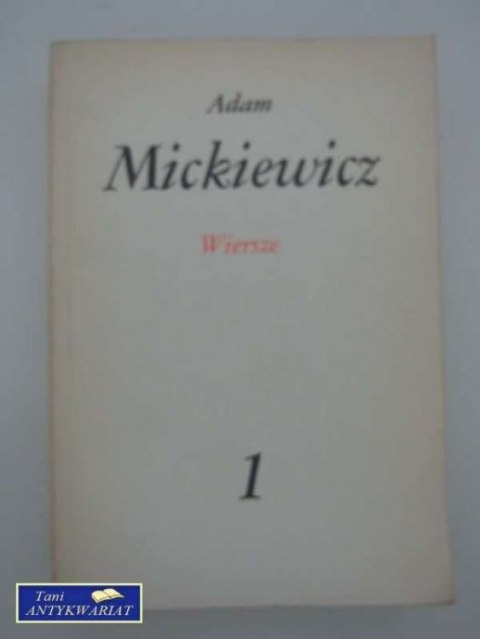 Adam
Mickiewicz
Wiersze
1
Tani
ANTYKWARIAT